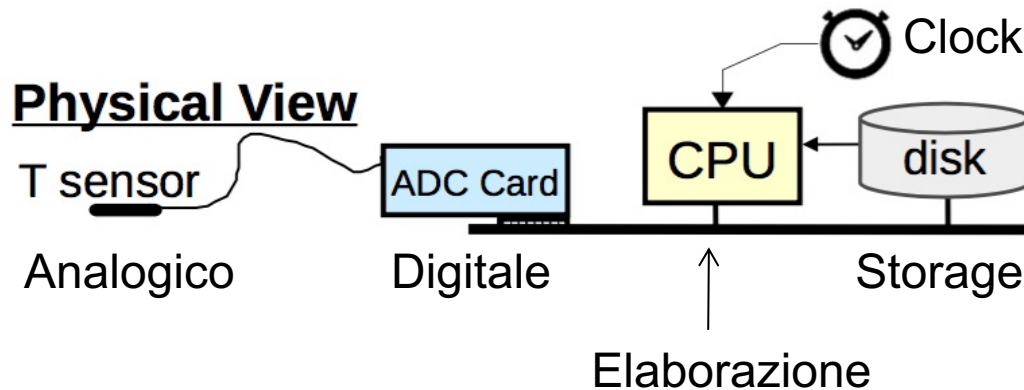 Clock
Physical View
T sensor
ADC Card
CPU
disk
Analogico
Digitale
Storage
Elaborazione